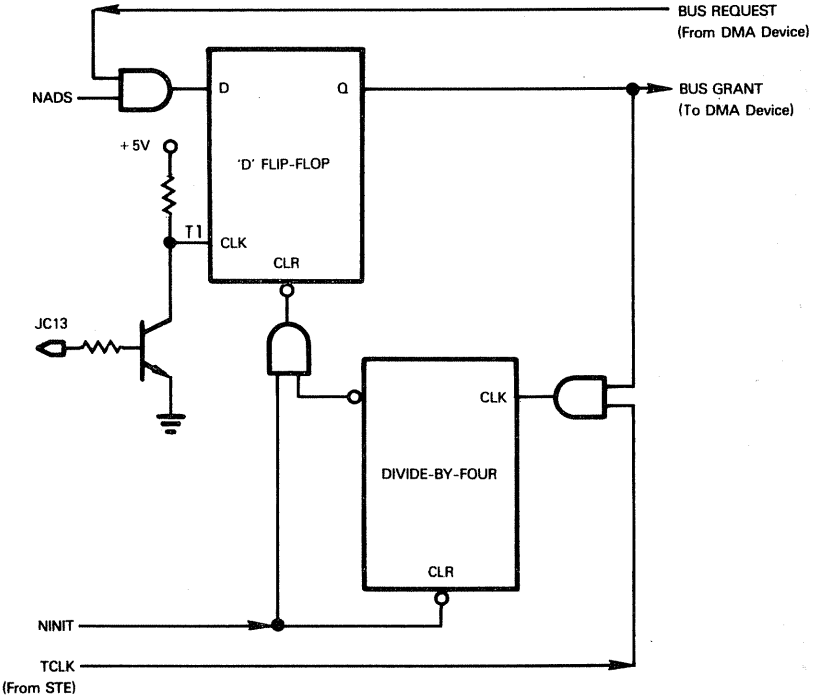 BUS REQUEST
(From DMA Device)
NADS
D
Q
BUS GRANT
(To DMA Device)
+5V
'D' FLIP-FLOP
T1
CLK
CLR
JC13
CLK
DIVIDE-BY-FOUR
CLR
NINIT
TCLK
(From STE)